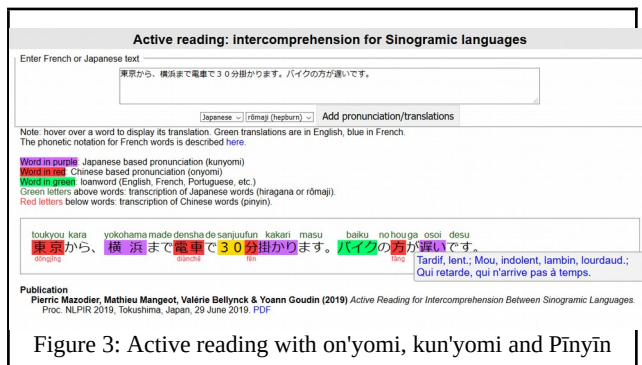 Active reading: intercomprehension for Sinogramic languages
Enter French or Japanese text
東京から、横浜まで電車で３０分掛かります。バイクの方が遅いです。
Japanese rômaji (hepburn) Add pronunciation/translations
Note: hover over a word to display its translation. Green translations are in English, blue in French.
The phonetic notation for French words is described here.
Word in purple: Japanese based pronunciation (kunyomi)
Word in red: Chinese based pronunciation (onyomi)
Word in green: loanword (English, French, Portuguese, etc.)
Green letters above words: transcription of Japanese words (hiragana or rômaji).
Red letters below words: transcription of Chinese words (pinyin).
toukyou kara yokohama made densha de sanjuufun kakari masu baiku no hou ga osoi desu
東京から、横浜まで電車で３０分掛かります。バイクの方が遅いです。
dōngjīng diànchē fēn fāng
Tardif, lent.; Mou, indolent, lambin, lourdaud.;
Qui retarde, qui n'arrive pas à temps.
Publication
Pierric Mazodier, Mathieu Mangeot, Valérie Bellynck & Yoann Goudin (2019) Active Reading for Intercomprehension Between Sinogramic Languages.
Proc. NLPIR 2019, Tokushima, Japan, 29 June 2019. PDF
Figure 3: Active reading with on'yomi, kun'yomi and Pīnyīn